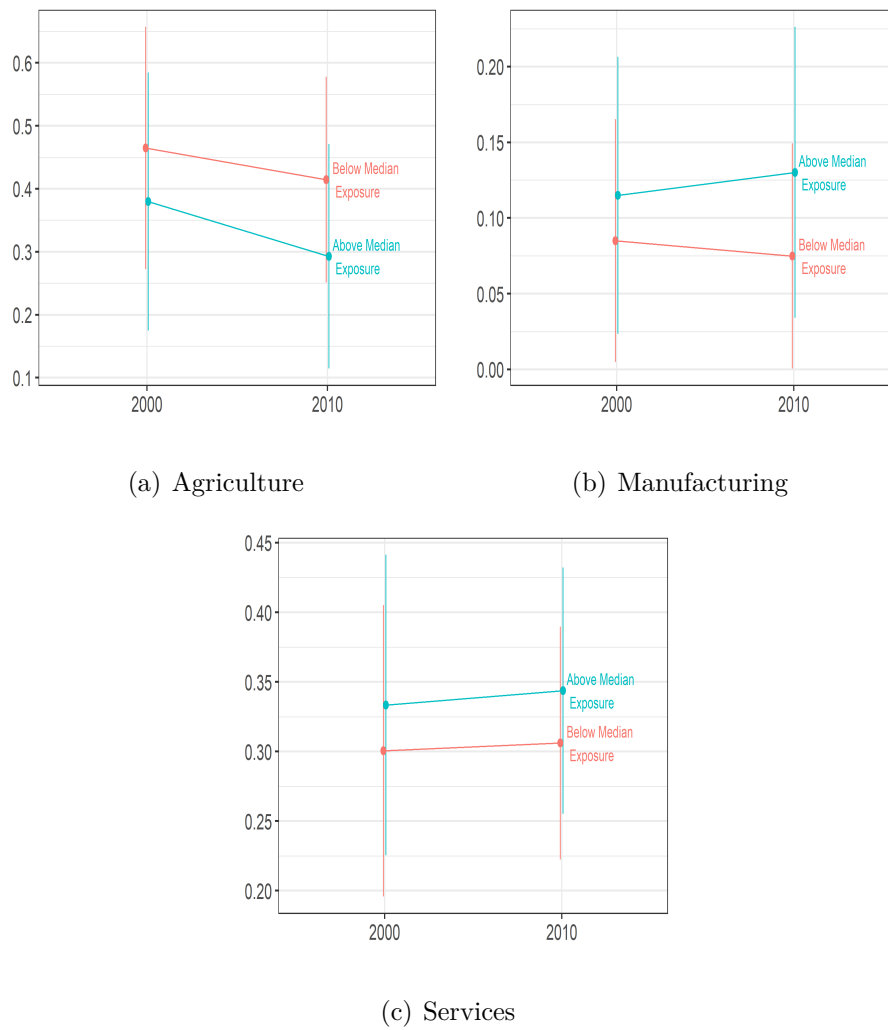 0.6
0.5
0.4
0.3
0.2
0.1
2000
2010
Below Median
Exposure
Above Median
Exposure
(a) Agriculture
0.20
0.15
0.10
0.05
0.00
2000
2010
Above Median
Exposure
Below Median
Exposure
(b) Manufacturing
0.45
0.40
0.35
0.30
0.25
0.20
2000
2010
Above Median
Exposure
Below Median
Exposure
(c) Services